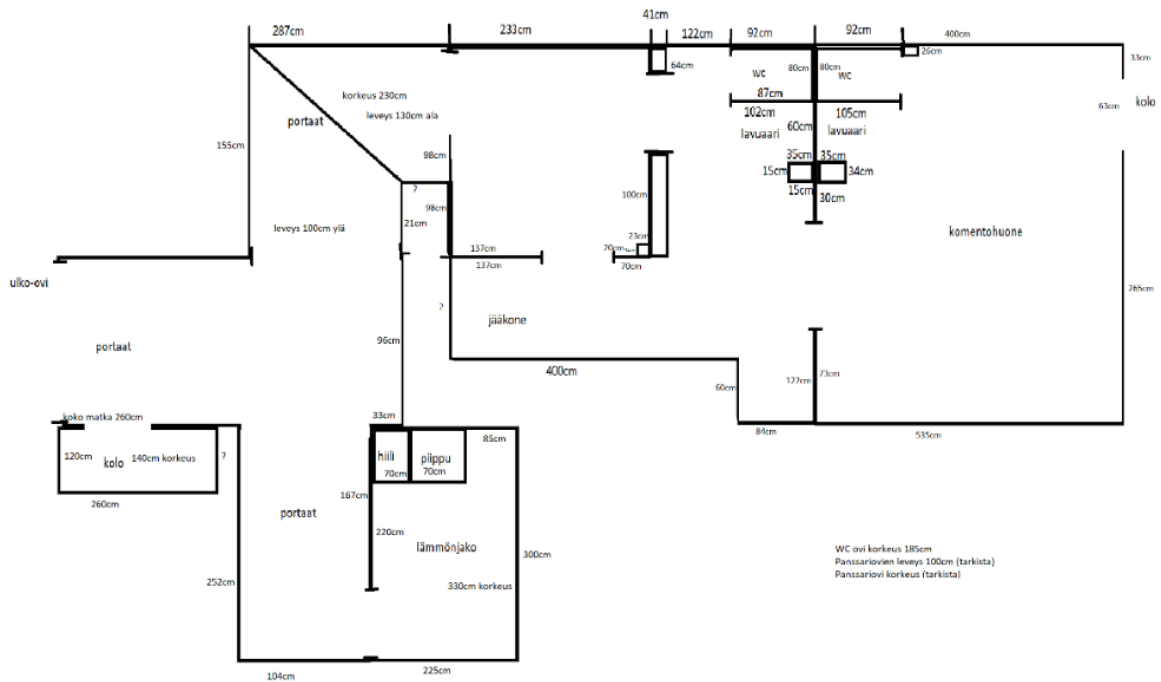 41cm
287cm
233cm
122cm
92cm
92cm
400cm
26cm
33cm
64cm
80cm
80cm
wc
wc
kolo
63cm
korkeus 230cm
leveys 130cm ala
87cm
102cm
105cm
portaat
lavuaari
60cm
lavuaari
155cm
98cm
35cm
35cm
15cm
34cm
15cm
30cm
?
98cm
100cm
21cm
leveys 100cm ylä
23cm
komentohuone
20cm
137cm
137cm
70cm
ulko-ovi
265cm
?
jääkone
portaat
96cm
400cm
60cm
177cm
73cm
koko matka 260cm
33cm
84cm
535cm
85cm
120cm
kolo
140cm korkeus
?
hiili
piippu
70cm
70cm
260cm
167cm
portaat
220cm
lämmönjako
300cm
252cm
330cm korkeus
WC ovi korkeus 185cm
Panssariovien leveys 100cm (tarkista)
Panssariovi korkeus (tarkista)
104cm
225cm